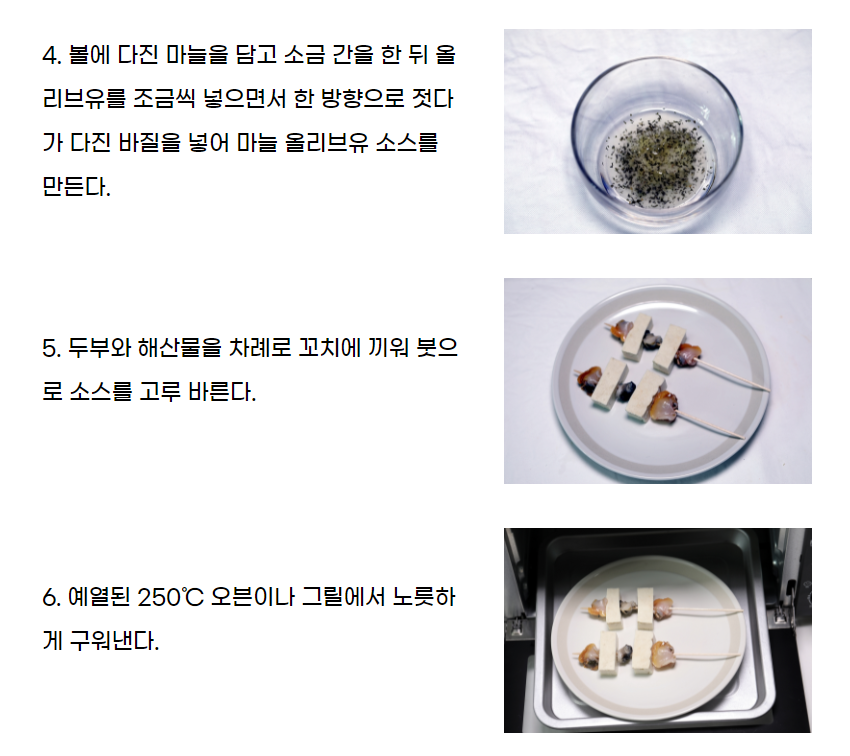 4. 볼에 다진 마늘을 담고 소금 간을 한 뒤 올
리브유를 조금씩 넣으면서 한 방향으로 젓다
가 다진 바질을 넣어 마늘 올리브유 소스를
만든다.
5. 두부와 해산물을 차례로 꼬치에 끼워 붓으
로 소스를 고루 바른다.
6. 예열된 250℃ 오븐이나 그릴에서 노릇하
게 구워낸다.